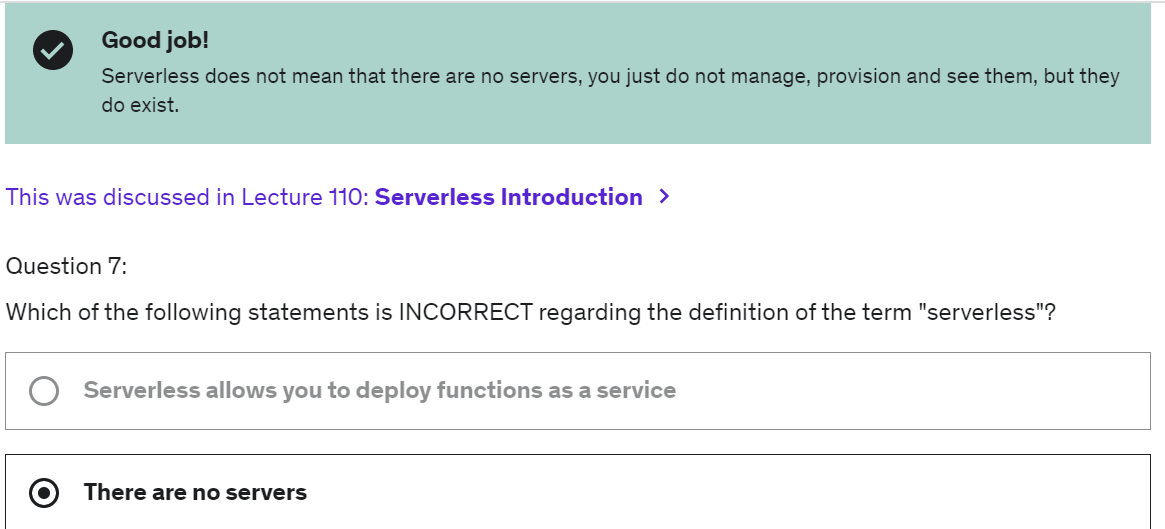 Good job!
Serverless does not mean that there are no servers, you just do not manage, provision and see them, but they
do exist.
This was discussed in Lecture 110: Serverless Introduction >
Question 7:
Which of the following statements is INCORRECT regarding the definition of the term "serverless"?
Serverless allows you to deploy functions as a service
There are no servers